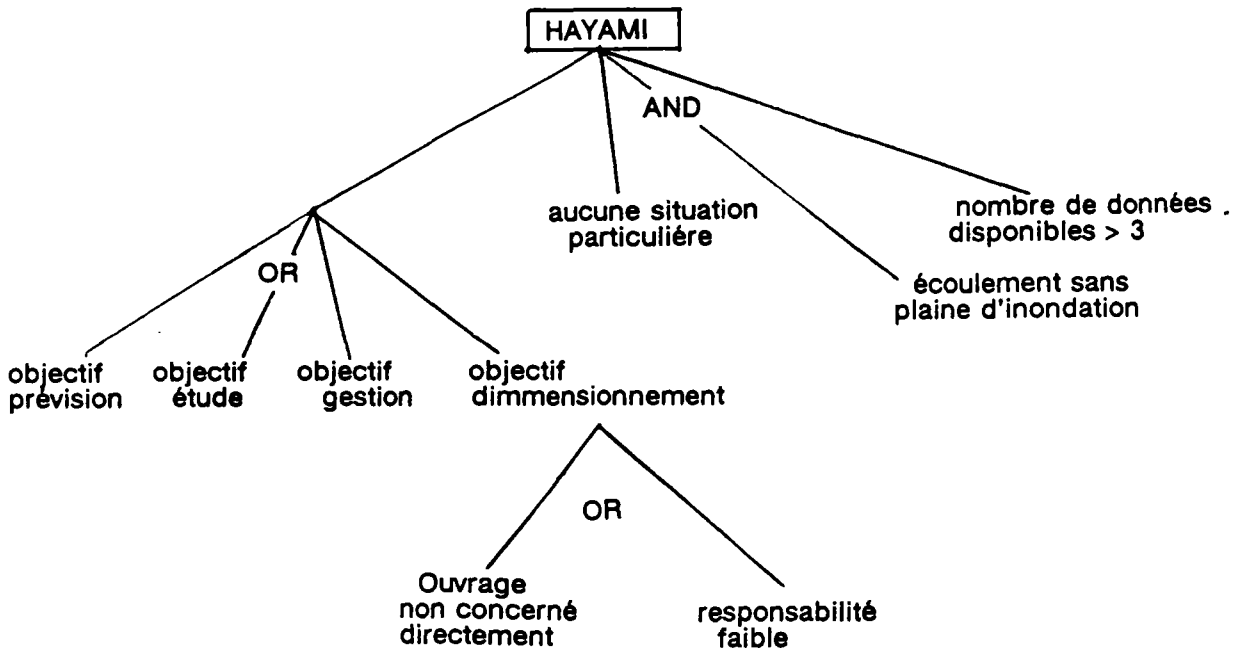 HAYAMI
AND
aucune situation
particuliére
nombre de données .
disponibles > 3
OR
écoulement sans
plaine d'inondation
objectif
prévision
objectif
étude
objectif
gestion
objectif
dimmensionnement
OR
Ouvrage
non concerné
directement
responsabilité
faible